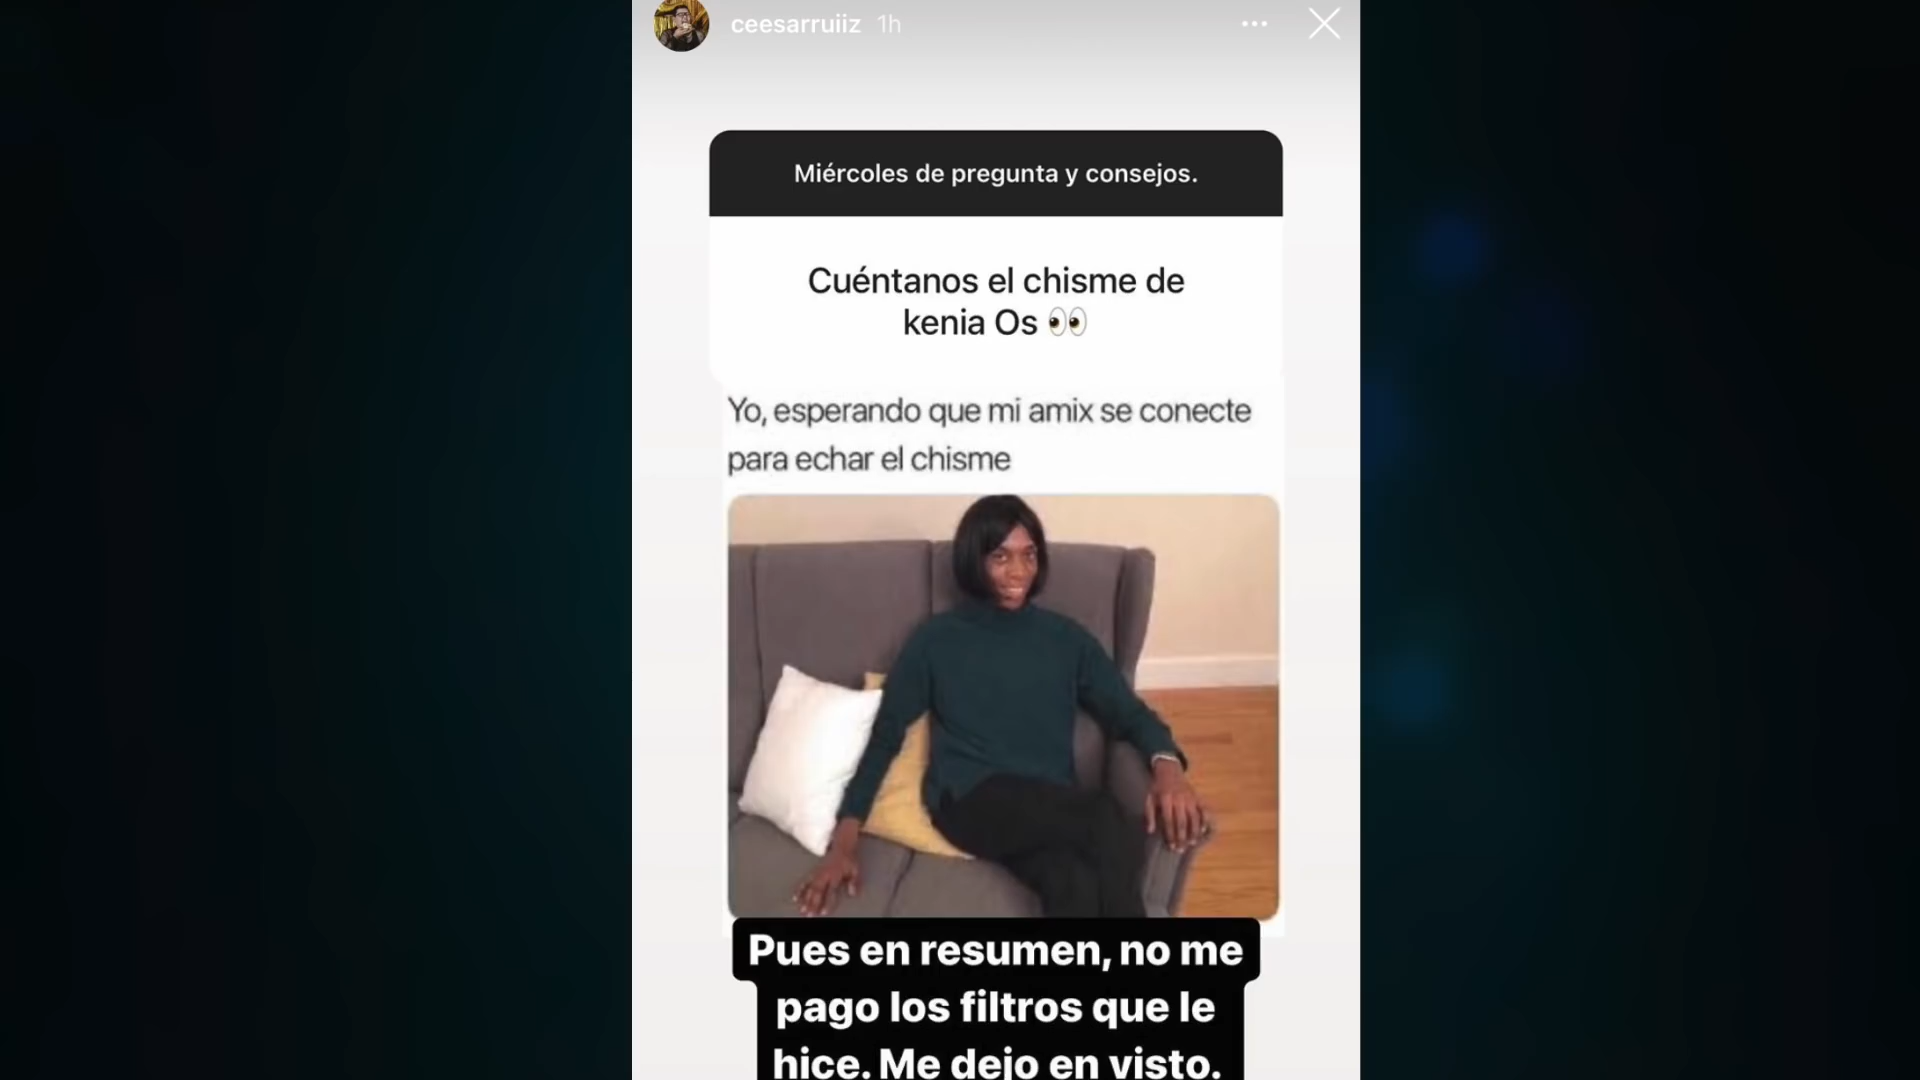 ceesarruiiz 1h
Miércoles de pregunta y consejos.
Cuéntanos el chisme de
kenia Os 👀
Yo, esperando que mi amix se conecte
para echar el chisme
Pues en resumen, no me
pago los filtros que le
hice. Me dejo en visto.